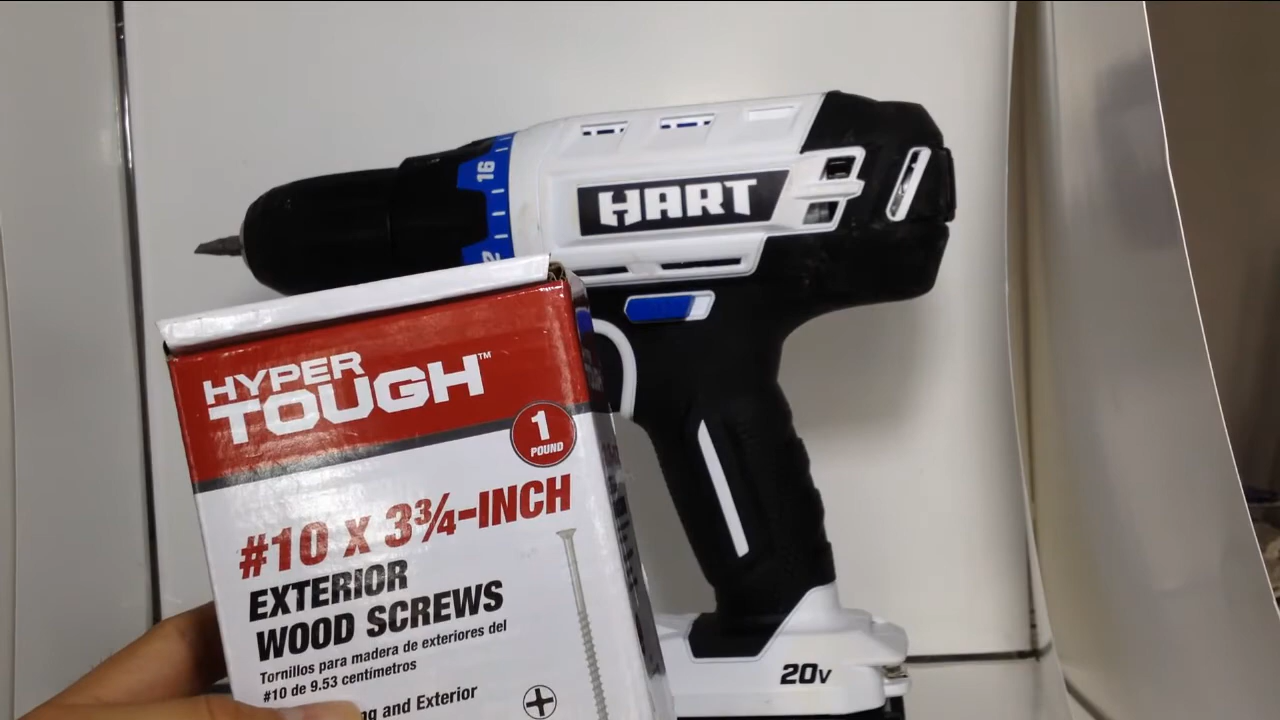 16
2
HART
20V
HYPER
TOUGH™
1
POUND
#10 X 3¾-INCH
EXTERIOR
WOOD SCREWS
Tornillos para madera de exteriores del
#10 de 9.53 centímetros
and Exterior